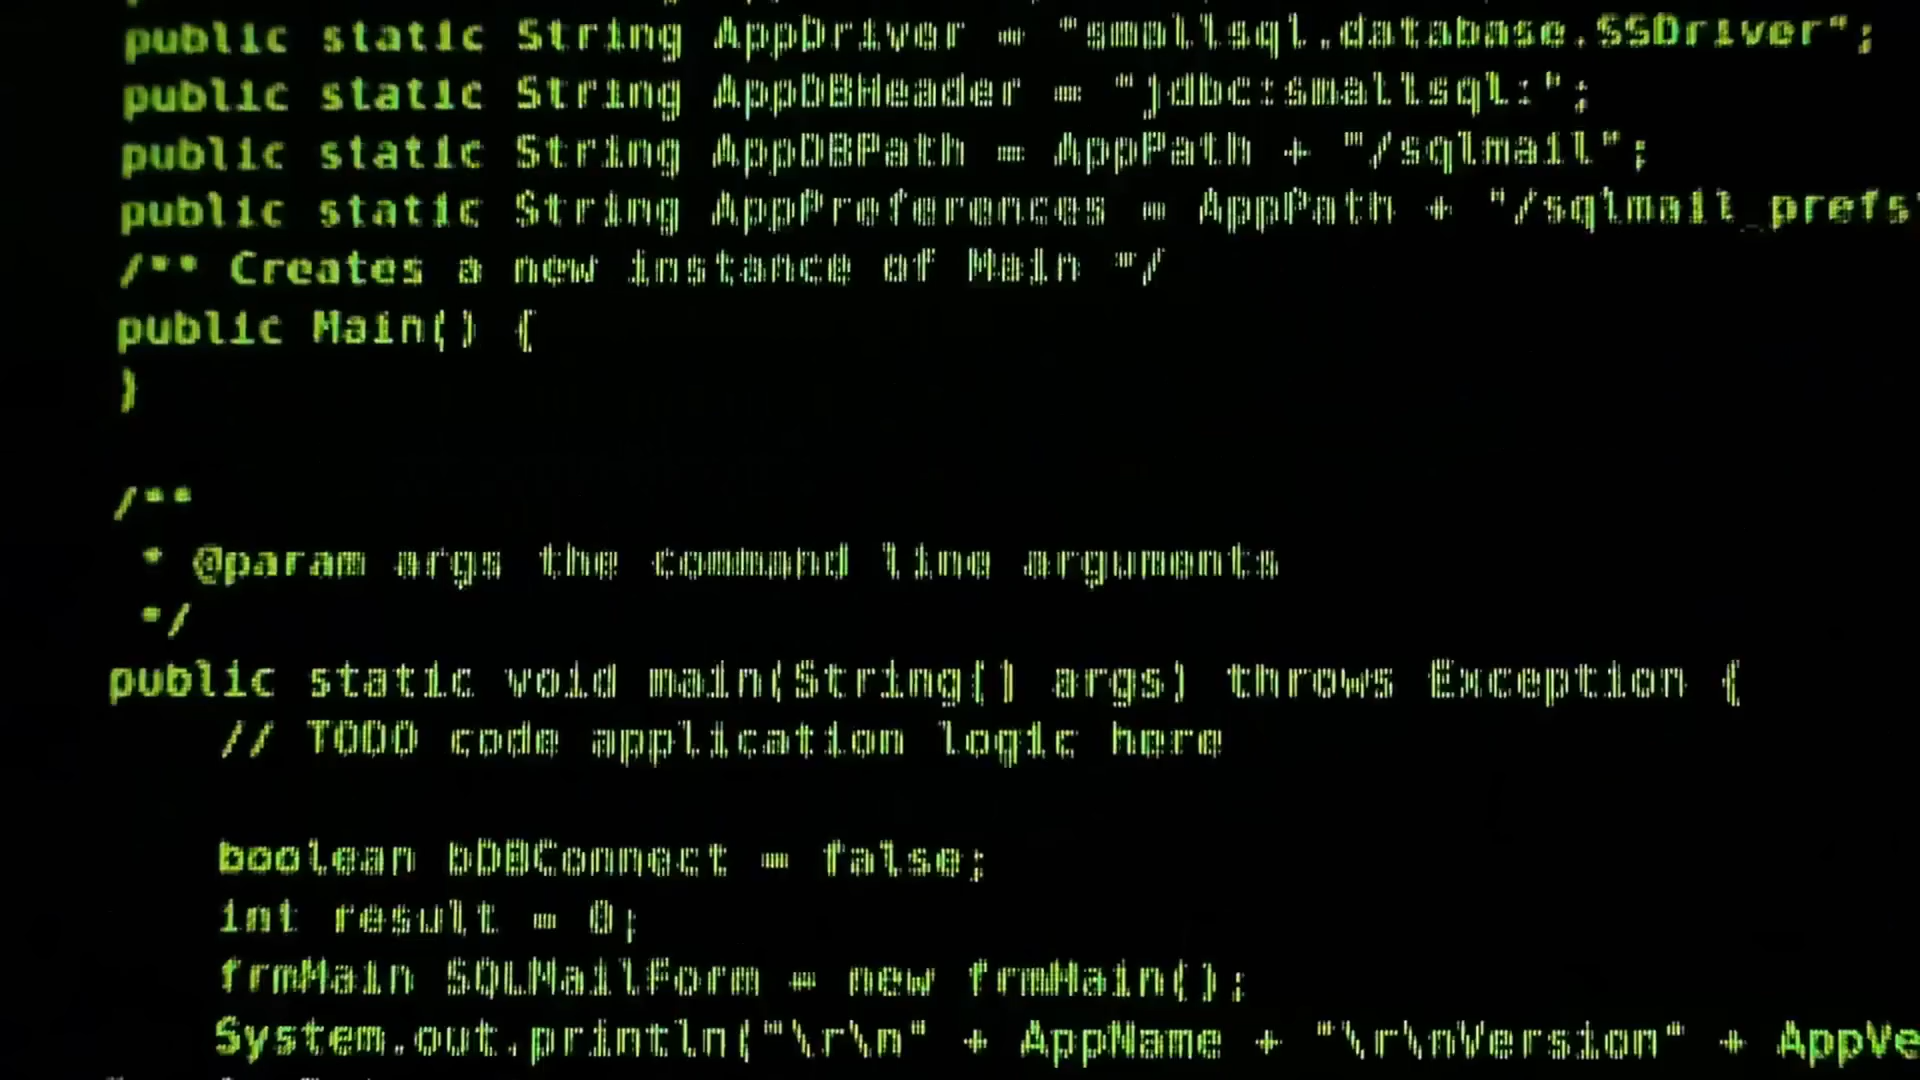 public static String AppDriver = "smallsql.database.SSDriver";
public static String AppDBHeader = "jdbc:smallsql:";
public static String AppDBPath = AppPath + "/sqlmail";
public static String AppPreferences = AppPath + "/sqlmail_prefs"
/** Creates a new instance of Main */
public Main() {
}
/**
* @param args the command line arguments
*/
public static void main(String[] args) throws Exception {
// TODO code application logic here
boolean bDBConnect = false;
int result = 0;
frmMain SQLMailForm = new frmMain();
System.out.println("\r\n" + AppName + "\r\nVersion" + AppVe